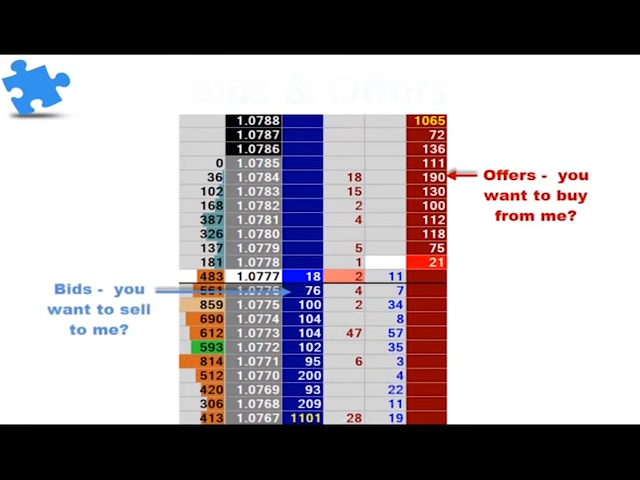 Bids & Offers
1.0788 1065
1.0787 72
1.0786 136
0 1.0785 111
36 1.0784 18 190
102 1.0783 15 130
168 1.0782 2 100
387 1.0781 4 112
326 1.0780 118
137 1.0779 5 75
181 1.0778 1 21
483 1.0777 18 2 11
561 1.0776 76 4 7
859 1.0775 100 2 34
690 1.0774 104 8
612 1.0773 104 47 57
593 1.0772 102 35
814 1.0771 95 6 3
512 1.0770 200 4
420 1.0769 93 22
306 1.0768 209 11
413 1.0767 1101 28 19
Offers - you
want to buy
from me?
Bids - you
want to sell
to me?